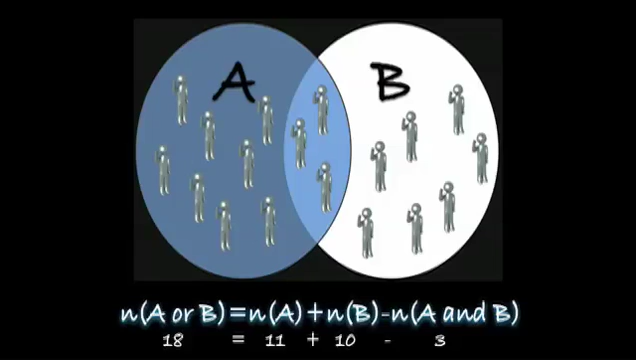 A B
n(A or B)=n(A)+n(B)-n(A and B)
18 = 11 + 10 - 3